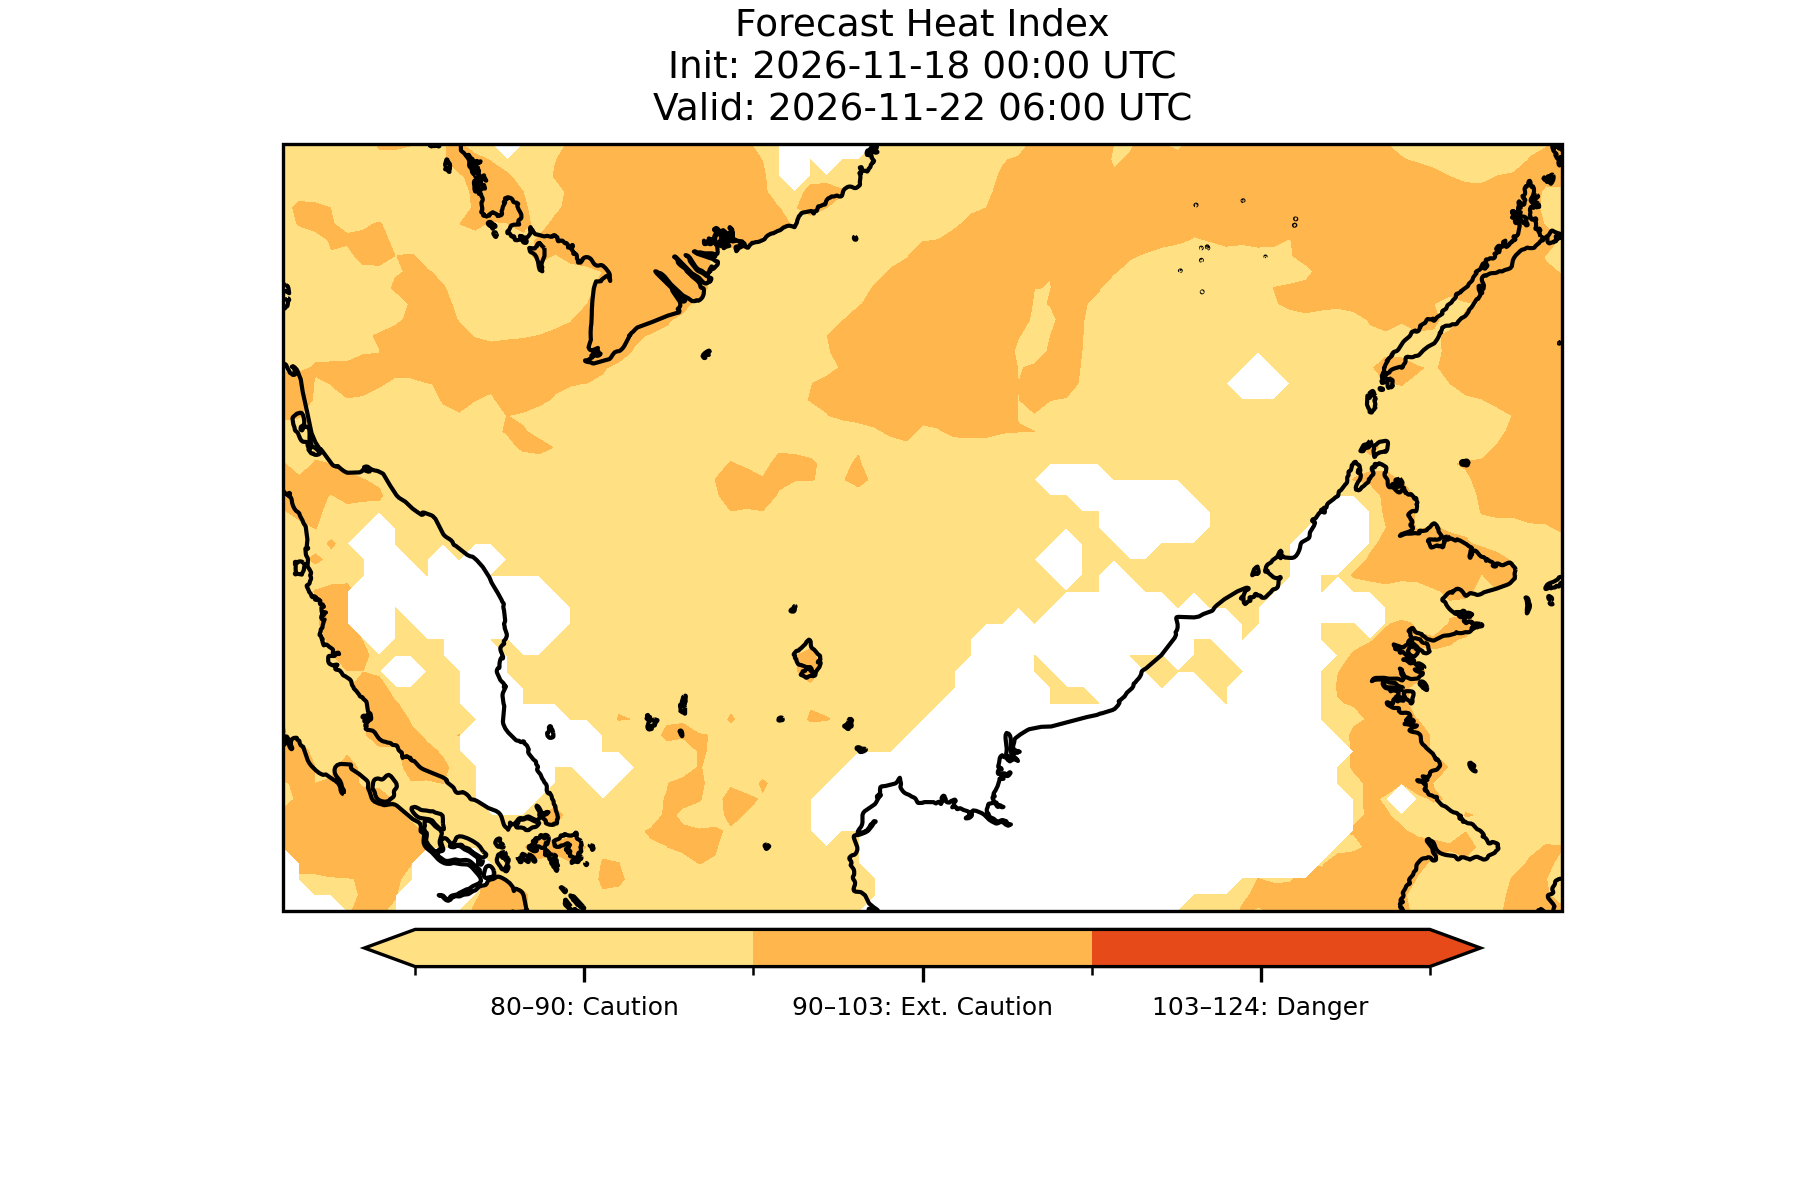 Forecast Heat Index
Init: 2026-11-18 00:00 UTC
Valid: 2026-11-22 06:00 UTC
80–90: Caution
90–103: Ext. Caution
103–124: Danger